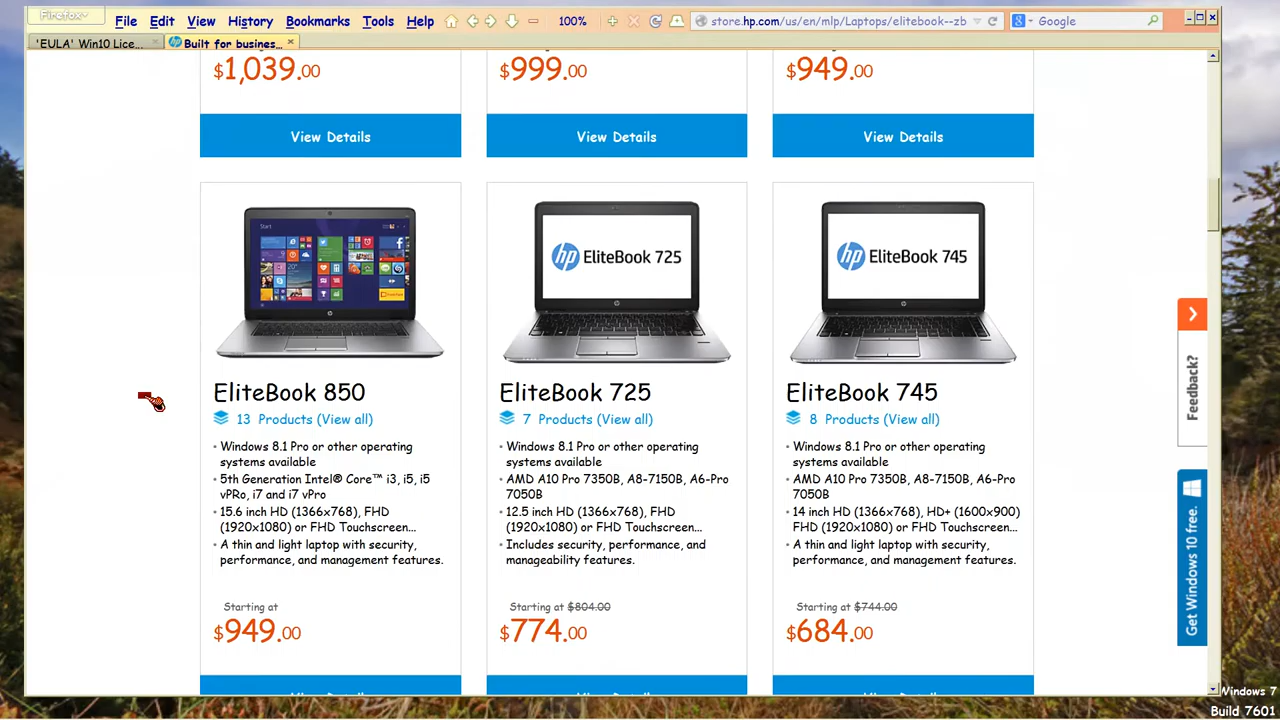 Firefox
File Edit View History Bookmarks Tools Help 100% store.hp.com/us/en/mlp/Laptops/elitebook--zb Google
'EULA' Win10 Lice... Built for busines...
$1,039.00 $999.00 $949.00
View Details View Details View Details
Start
hp EliteBook 725
hp EliteBook 745
EliteBook 850
13 Products (View all)
• Windows 8.1 Pro or other operating
systems available
• 5th Generation Intel® Core™ i3, i5, i5
vPRo, i7 and i7 vPro
• 15.6 inch HD (1366x768), FHD
(1920x1080) or FHD Touchscreen...
• A thin and light laptop with security,
performance, and management features.
Starting at
$949.00
EliteBook 725
7 Products (View all)
• Windows 8.1 Pro or other operating
systems available
• AMD A10 Pro 7350B, A8-7150B, A6-Pro
7050B
• 12.5 inch HD (1366x768), FHD
(1920x1080) or FHD Touchscreen...
• Includes security, performance, and
manageability features.
Starting at $804.00
$774.00
EliteBook 745
8 Products (View all)
• Windows 8.1 Pro or other operating
systems available
• AMD A10 Pro 7350B, A8-7150B, A6-Pro
7050B
• 14 inch HD (1366x768), HD+ (1600x900)
FHD (1920x1080) or FHD Touchscreen...
• A thin and light laptop with security,
performance, and management features.
Starting at $744.00
$684.00
View Details View Details View Details
Feedback?
Get Windows 10 free.
Windows 7
Build 7601